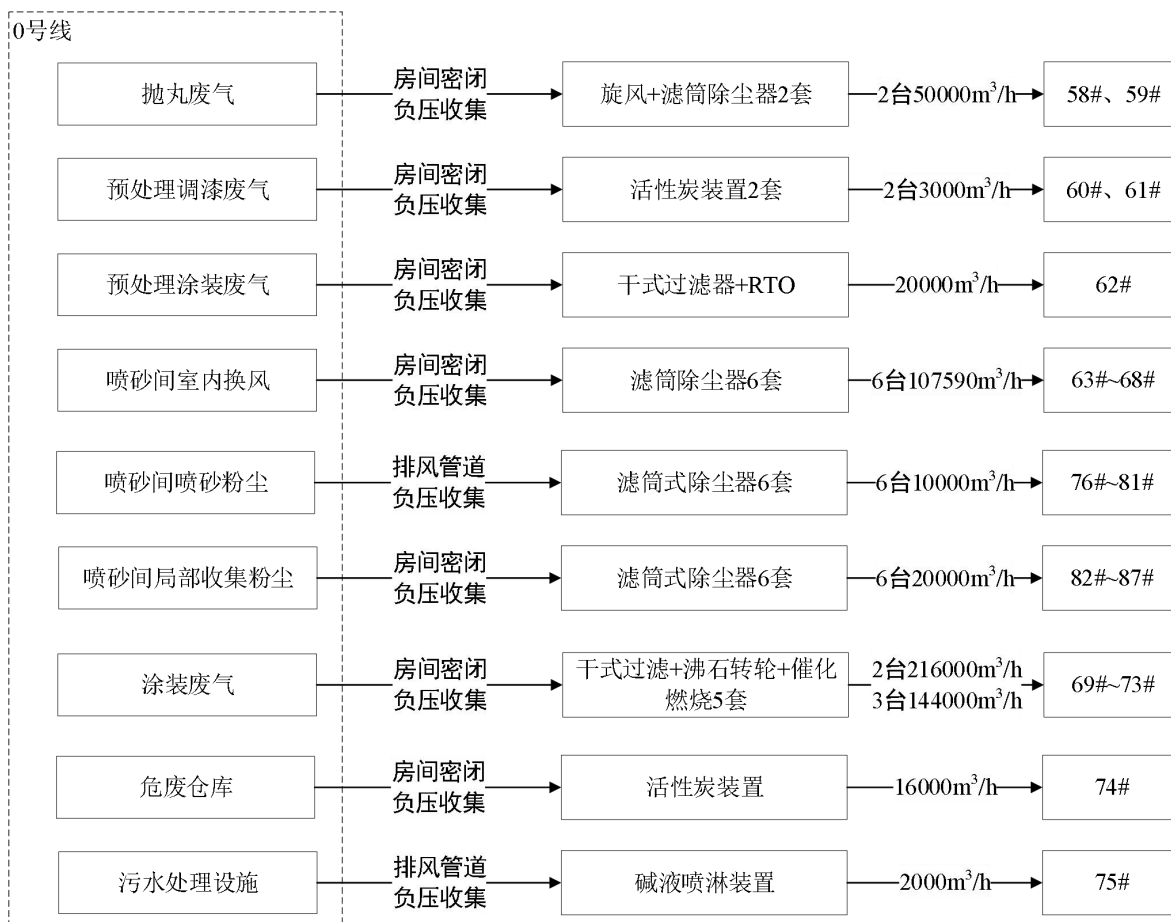 0号线
抛丸废气
房间密闭
负压收集
旋风+滤筒除尘器2套
2台50000m³/h
58#、59#
预处理调漆废气
房间密闭
负压收集
活性炭装置2套
2台3000m³/h
60#、61#
预处理涂装废气
房间密闭
负压收集
干式过滤器+RTO
20000m³/h
62#
喷砂间室内换风
房间密闭
负压收集
滤筒除尘器6套
6台107590m³/h
63#~68#
喷砂间喷砂粉尘
排风管道
负压收集
滤筒式除尘器6套
6台10000m³/h
76#~81#
喷砂间局部收集粉尘
房间密闭
负压收集
滤筒式除尘器6套
6台20000m³/h
82#~87#
涂装废气
房间密闭
负压收集
干式过滤+沸石转轮+催化
燃烧5套
2台216000m³/h
3台144000m³/h
69#~73#
危废仓库
房间密闭
负压收集
活性炭装置
16000m³/h
74#
污水处理设施
排风管道
负压收集
碱液喷淋装置
2000m³/h
75#